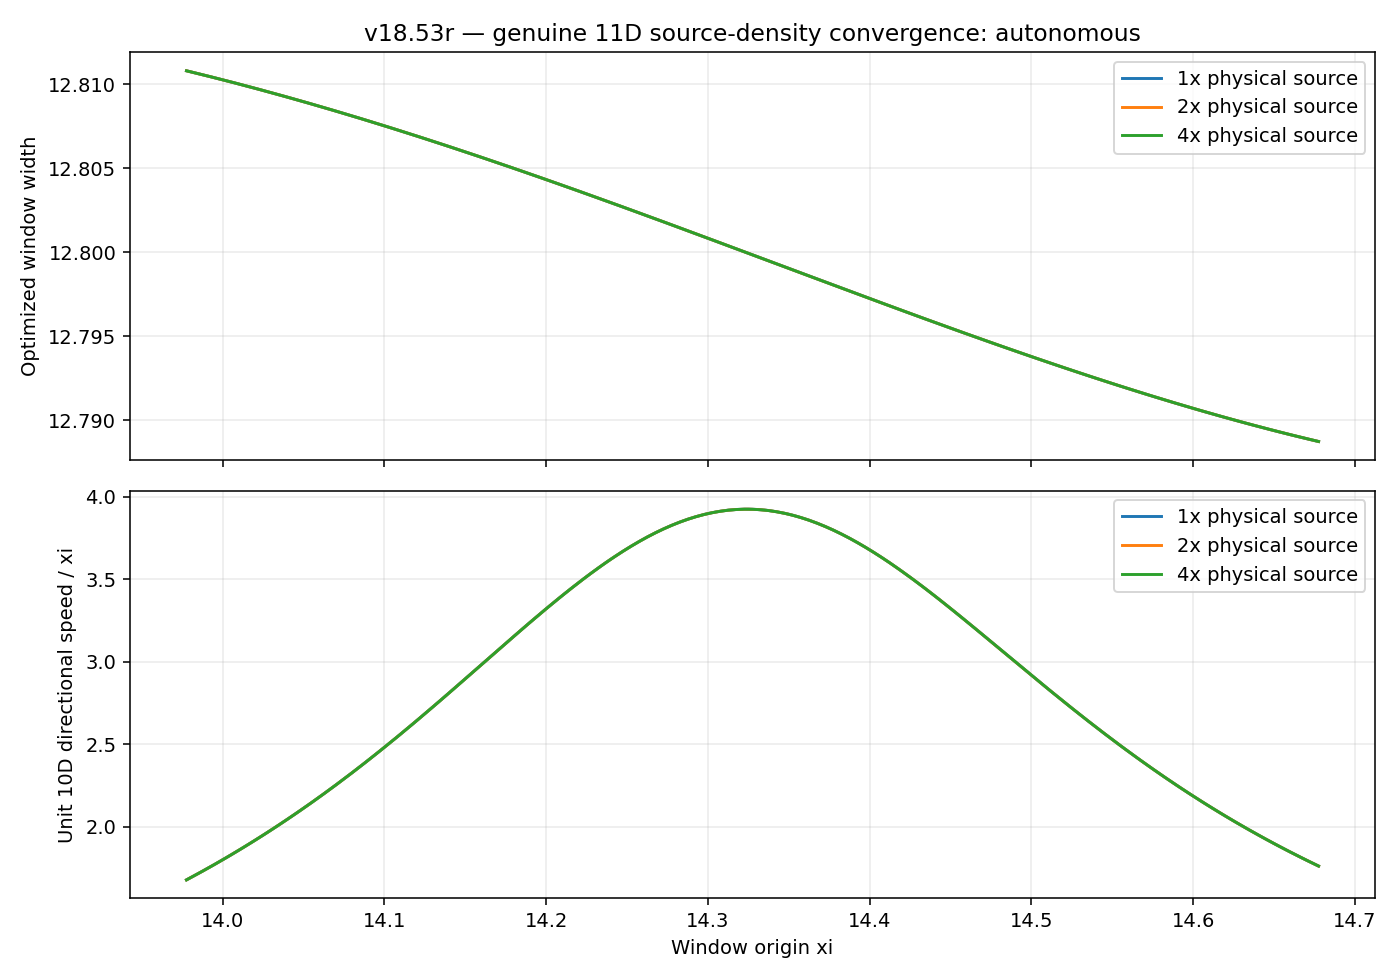 v18.53r — genuine 11D source-density convergence: autonomous
Optimized window width
12.810
12.805
12.800
12.795
12.790
1x physical source
2x physical source
4x physical source
Unit 10D directional speed / xi
4.0
3.5
3.0
2.5
2.0
1x physical source
2x physical source
4x physical source
14.0 14.1 14.2 14.3 14.4 14.5 14.6 14.7
Window origin xi